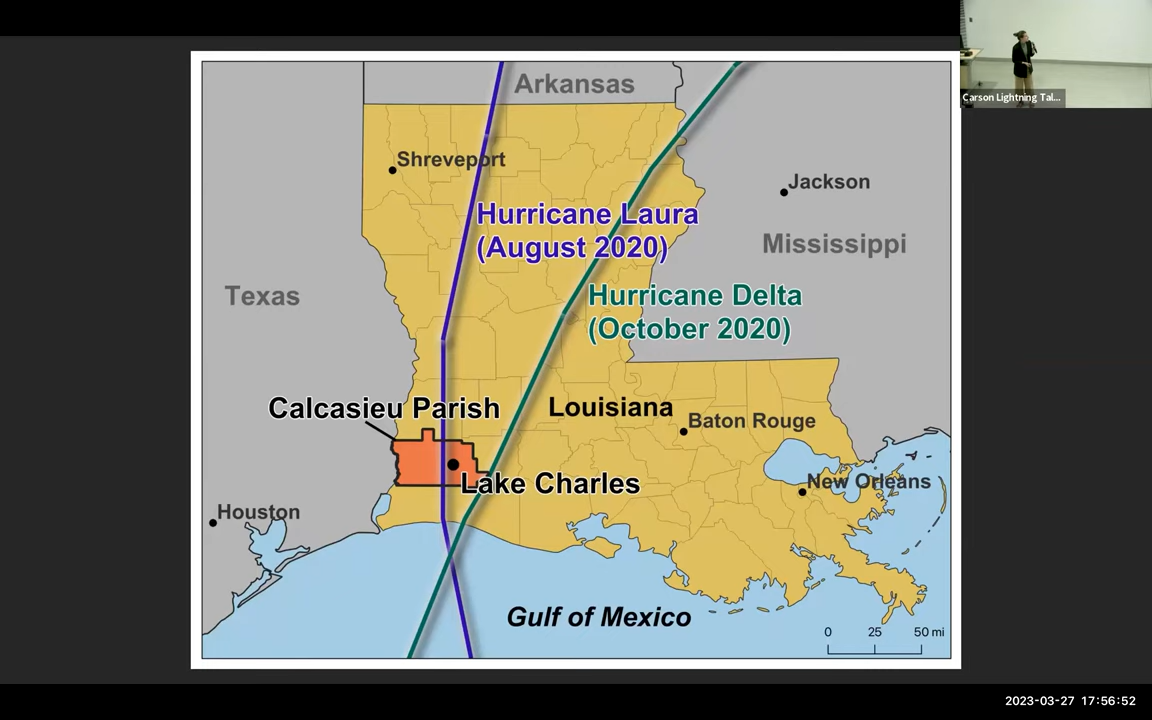 Carson Lightning Tal...
Arkansas
Shreveport
Jackson
Hurricane Laura
(August 2020)
Mississippi
Texas
Hurricane Delta
(October 2020)
Calcasieu Parish
Louisiana
Baton Rouge
Lake Charles
New Orleans
Houston
Gulf of Mexico
0 25 50 mi
2023-03-27 17:56:52